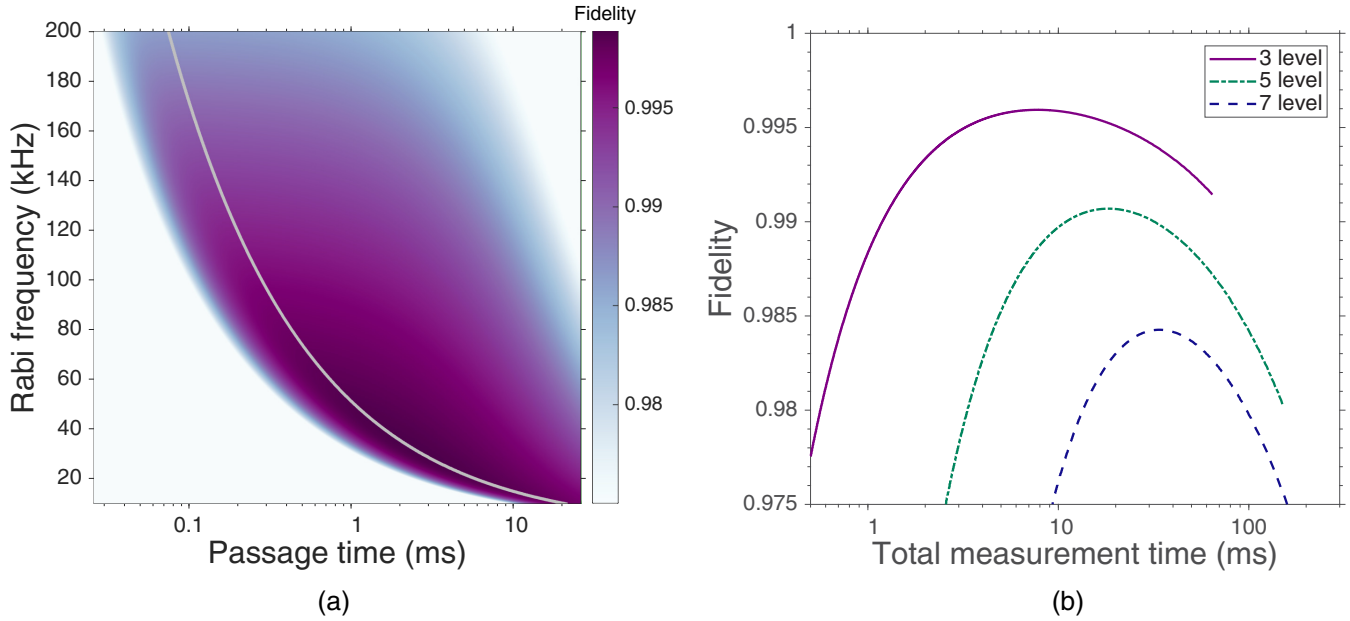 Fidelity
200
180
160
140
120
100
80
60
40
20
Rabi frequency (kHz)
0.1
1
10
Passage time (ms)
0.995
0.99
0.985
0.98
(a)
1
0.995
0.99
0.985
0.98
0.975
Fidelity
3 level
5 level
7 level
1
10
100
Total measurement time (ms)
(b)